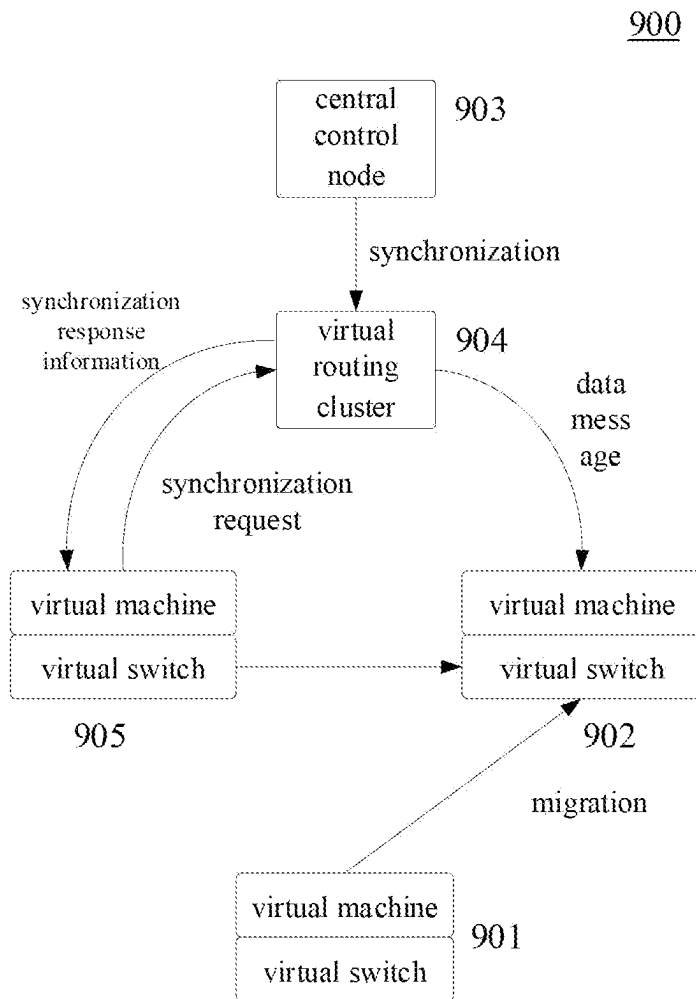 900
central
control
node
903
synchronization
synchronization
response
information
virtual
routing
cluster
904
data
mess
age
synchronization
request
virtual machine
virtual switch
905
virtual machine
virtual switch
902
migration
virtual machine
virtual switch
901